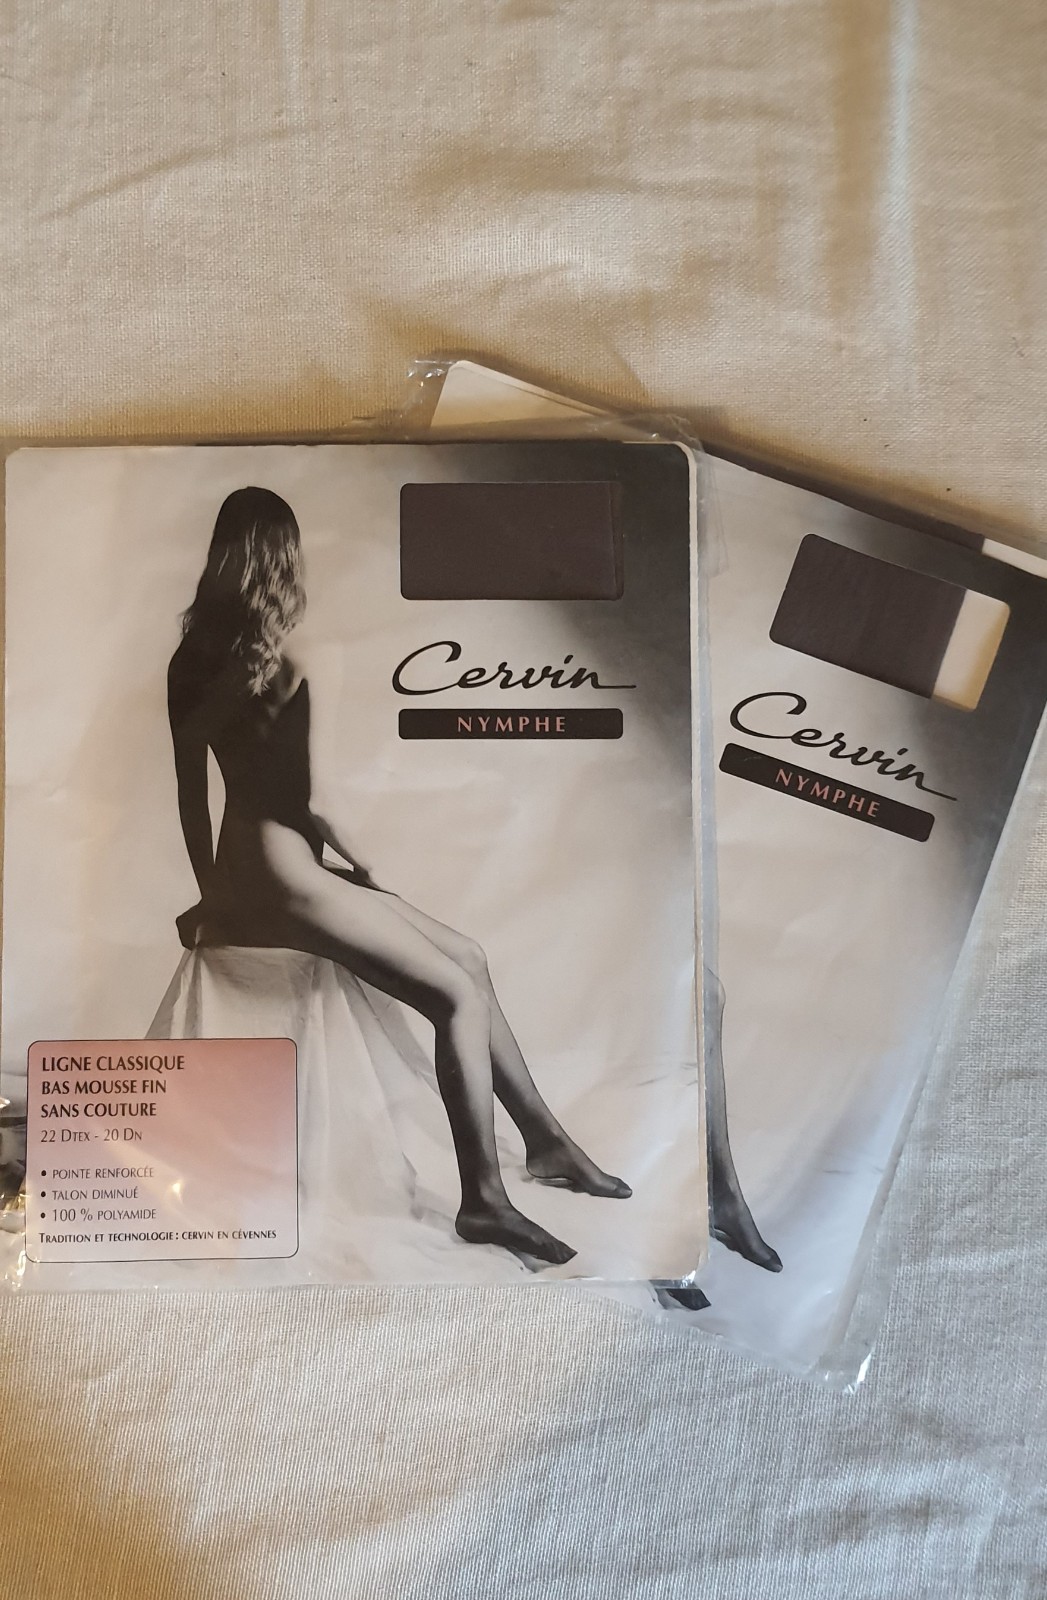 Cervin
NYMPHE
LIGNE CLASSIQUE
BAS MOUSSE FIN
SANS COUTURE
22 DTEX - 20 DN
• POINTE RENFORCÉE
• TALON DIMINUÉ
• 100 % POLYAMIDE
TRADITION ET TECHNOLOGIE : CERVIN EN CÉVENNES
Cervin
NYMPHE